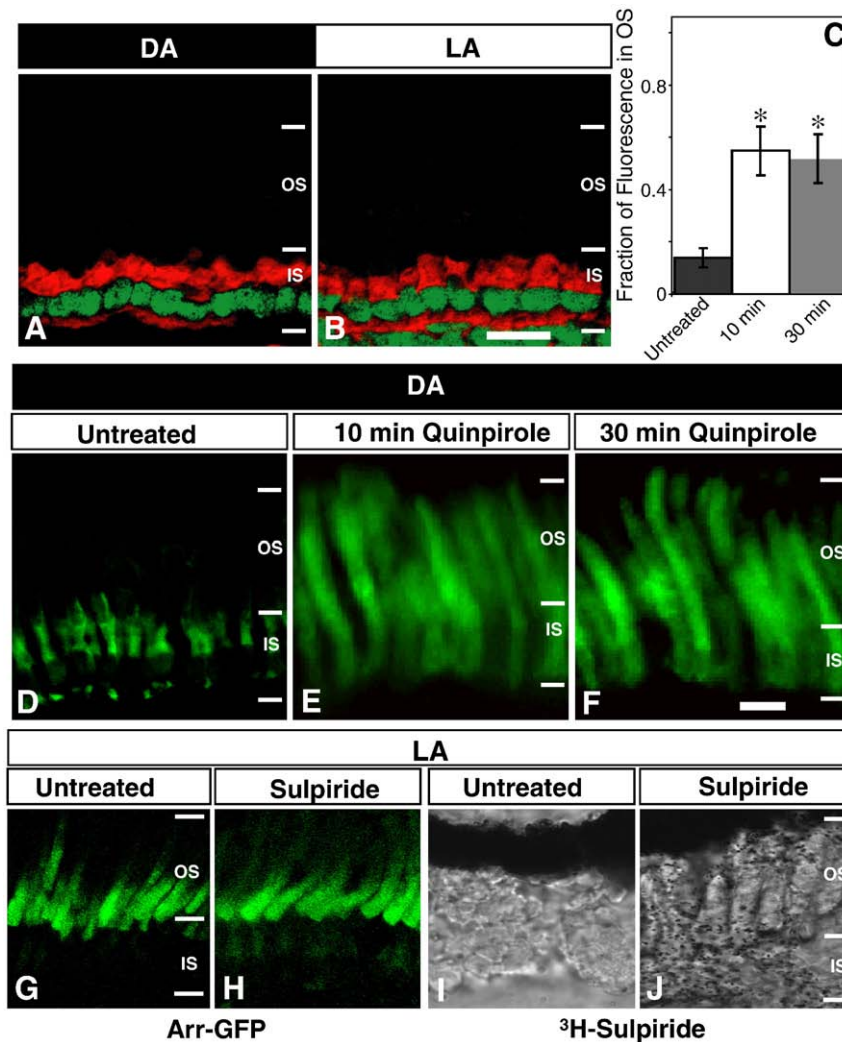 DA
LA
C
Fraction of Fluorescence in OS
0.8
0.4
0
*
*
Untreated
10 min
30 min
OS
IS
A
OS
IS
B
DA
Untreated
10 min Quinpirole
30 min Quinpirole
OS
IS
D
OS
IS
E
OS
IS
F
LA
Untreated
Sulpiride
Untreated
Sulpiride
OS
IS
G
H
I
OS
IS
J
Arr-GFP
³H-Sulpiride